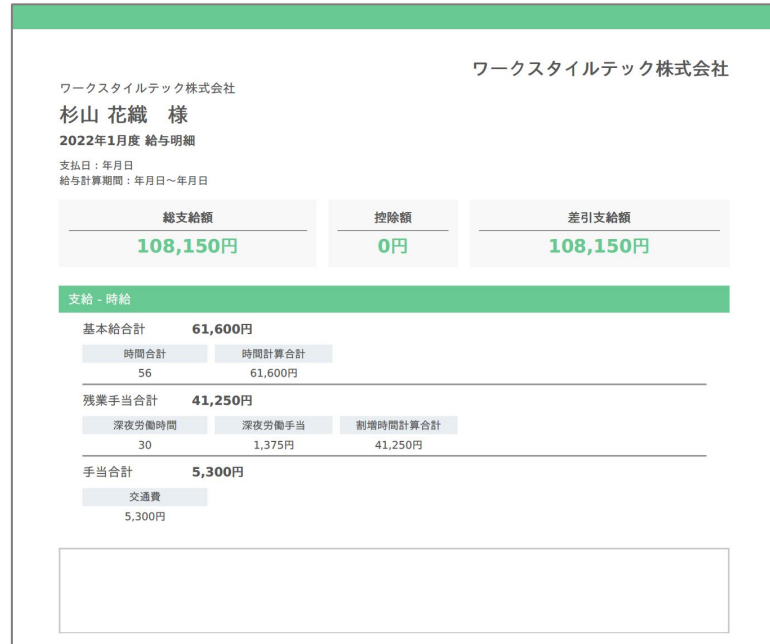 ワークスタイルテック株式会社
ワークスタイルテック株式会社
杉山 花織　様
2022年1月度 給与明細
支払日：年月日
給与計算期間：年月日〜年月日
総支給額 控除額 差引支給額
108,150円 0円 108,150円
支給 - 時給
基本給合計 61,600円
時間合計 時間計算合計
56 61,600円
残業手当合計 41,250円
深夜労働時間 深夜労働手当 割増時間計算合計
30 1,375円 41,250円
手当合計 5,300円
交通費
5,300円